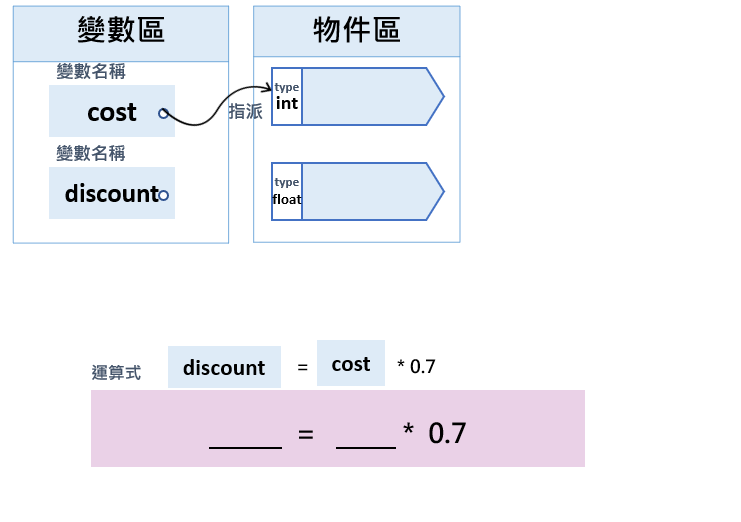 變數區
變數名稱
cost
變數名稱
discount
指派
物件區
type
int
type
float
運算式 discount = cost * 0.7
_____ = _____ * 0.7